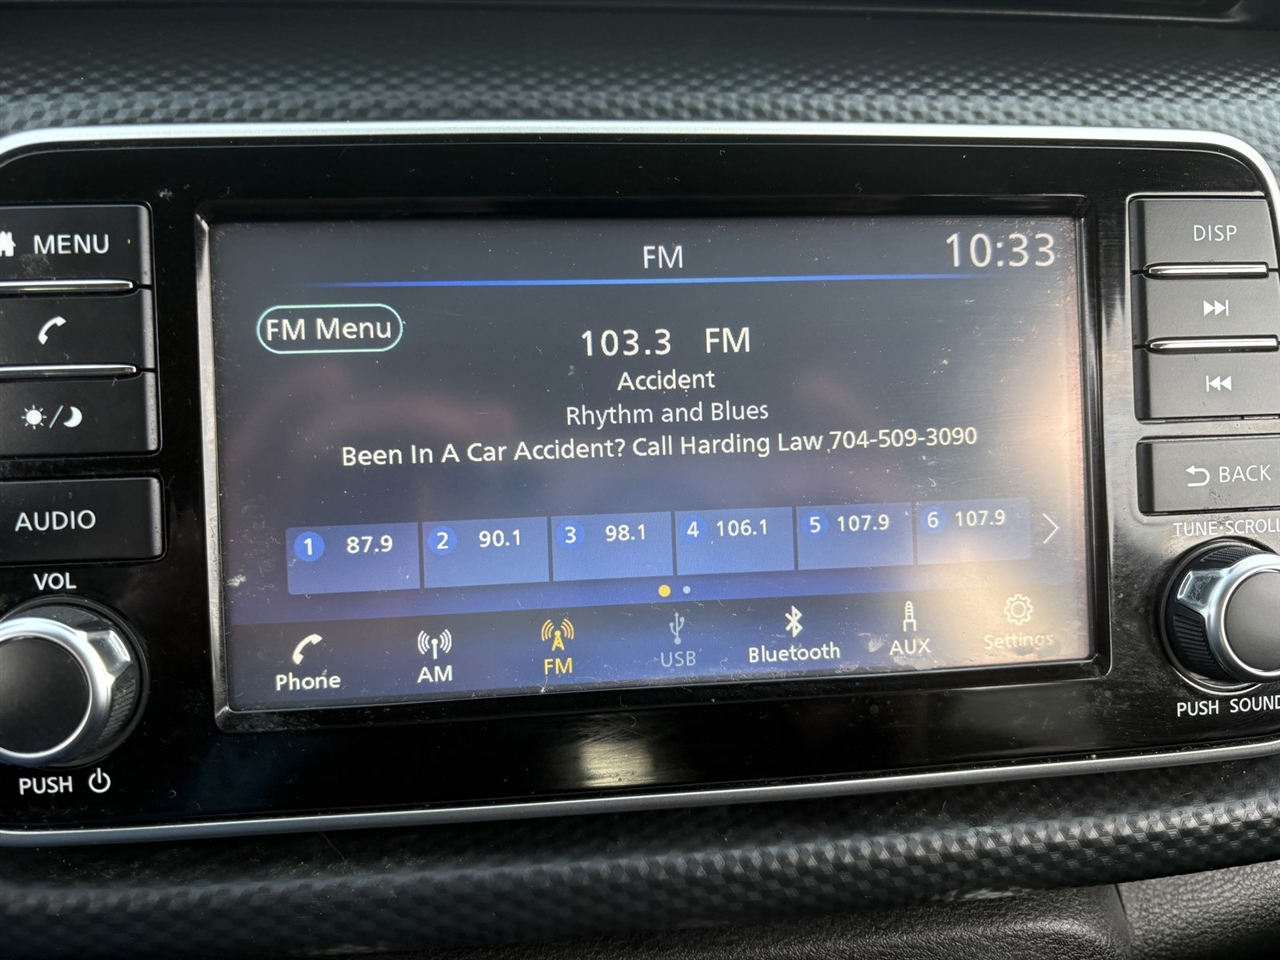 MENU
AUDIO
VOL
PUSH
FM
10:33
FM Menu
103.3 FM
Accident
Rhythm and Blues
Been In A Car Accident? Call Harding Law 704-509-3090
1 87.9
2 90.1
3 98.1
4 106.1
5 107.9
6 107.9
Phone
AM
FM
USB
Bluetooth
AUX
Settings
DISP
BACK
TUNE·SCROLL
PUSH SOUND